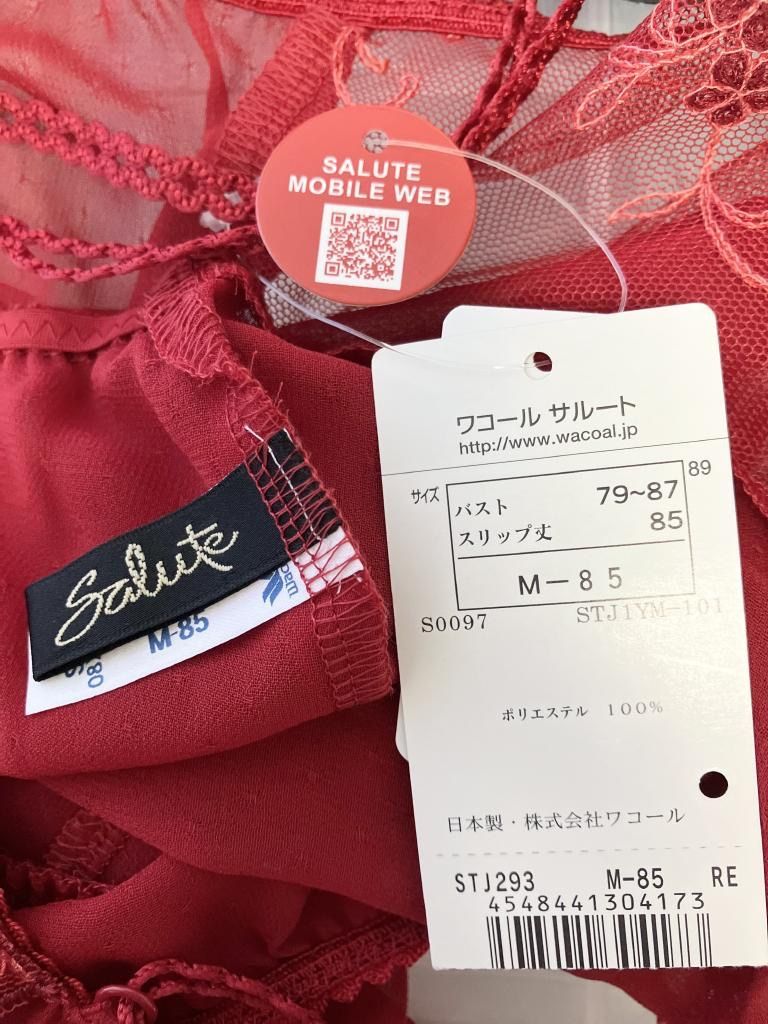 SALUTE
MOBILE WEB
ワコール サルート
http://www.wacoal.jp
89
サイズ
バスト 79~87
スリップ丈 85
M-85
S0097 STJ1YM-101
ポリエステル 100%
日本製・株式会社ワコール
STJ293 M-85 RE
4548441304173
Salute
M-85